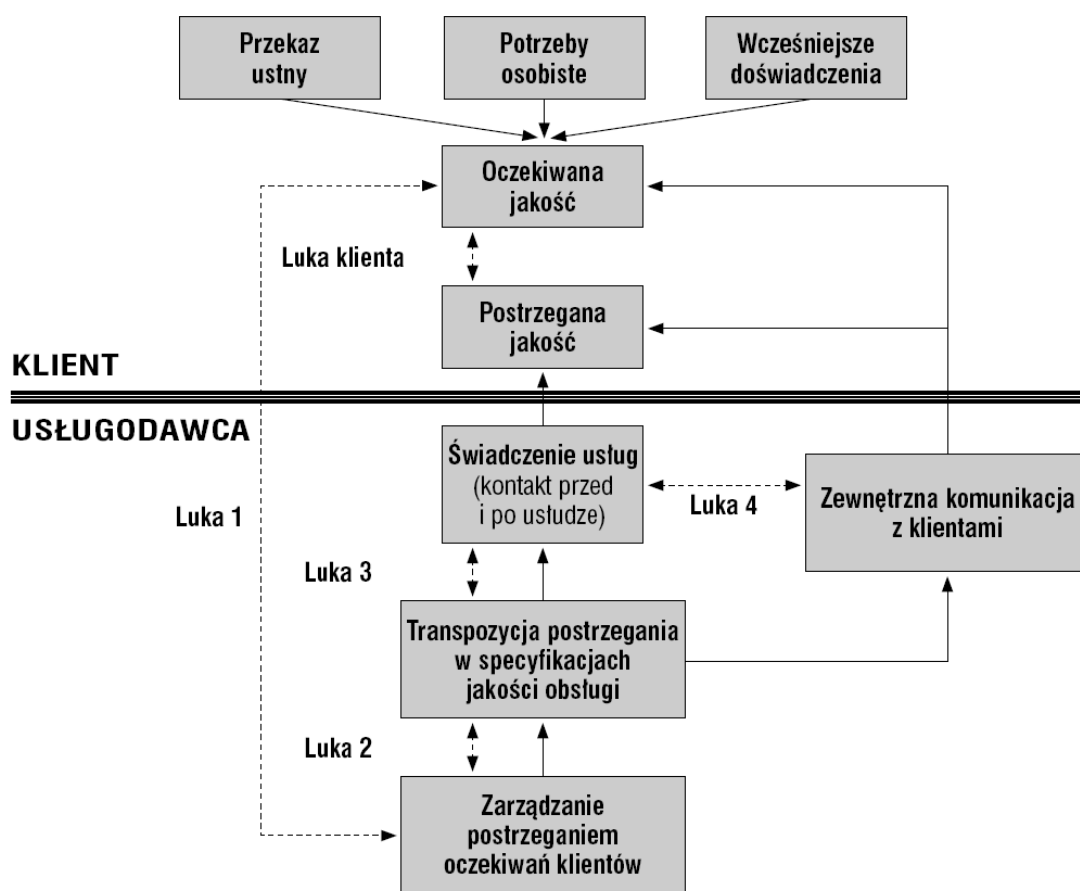 Przekaz
ustny
Potrzeby
osobiste
Wcześniejsze
doświadczenia
Oczekiwana
jakość
Luka klienta
Postrzegana
jakość
KLIENT
USŁUGODAWCA
Świadczenie usług
(kontakt przed
i po usłudze)
Luka 4
Zewnętrzna komunikacja
z klientami
Luka 1
Luka 3
Transpozycja postrzegania
w specyfikacjach
jakości obsługi
Luka 2
Zarządzanie
postrzeganiem
oczekiwań klientów